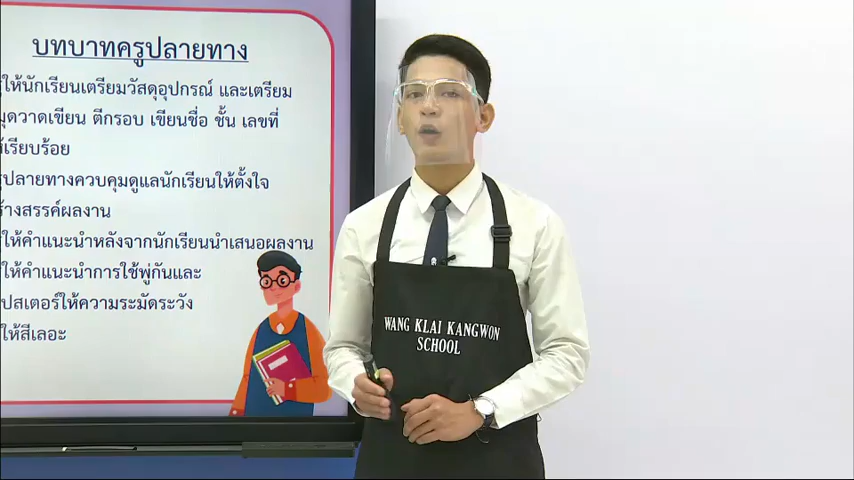 บทบาทครูปลายทาง
ให้นักเรียนเตรียมวัสดุอุปกรณ์ และเตรียม
มุดวาดเขียน ตีกรอบ เขียนชื่อ ชั้น เลขที่
ห้เรียบร้อย
ปลายทางควบคุมดูแลนักเรียนให้ตั้งใจ
ร้างสรรค์ผลงาน
ให้คำแนะนำหลังจากนักเรียนนำเสนอผลงาน
ให้คำแนะนำการใช้พู่กันและ
ปสเตอร์ให้ความระมัดระวัง
ให้สีเลอะ
WANG KLAI KANGWON
SCHOOL